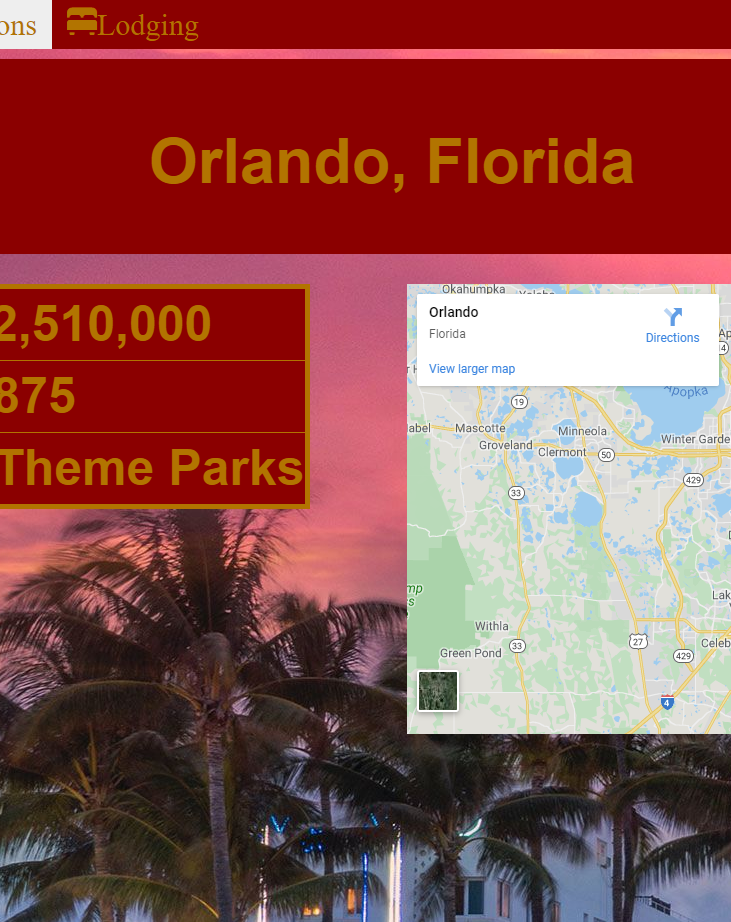 ons Lodging
Orlando, Florida
2,510,000
875
Theme Parks
Okahumpka
Orlando
Florida
Directions
View larger map
19
Mascotte
Minneola
Groveland
Clermont
50
Winter Garde
Apopka
429
33
Withla
Green Pond
33
27
429
Lak
Celeb
4